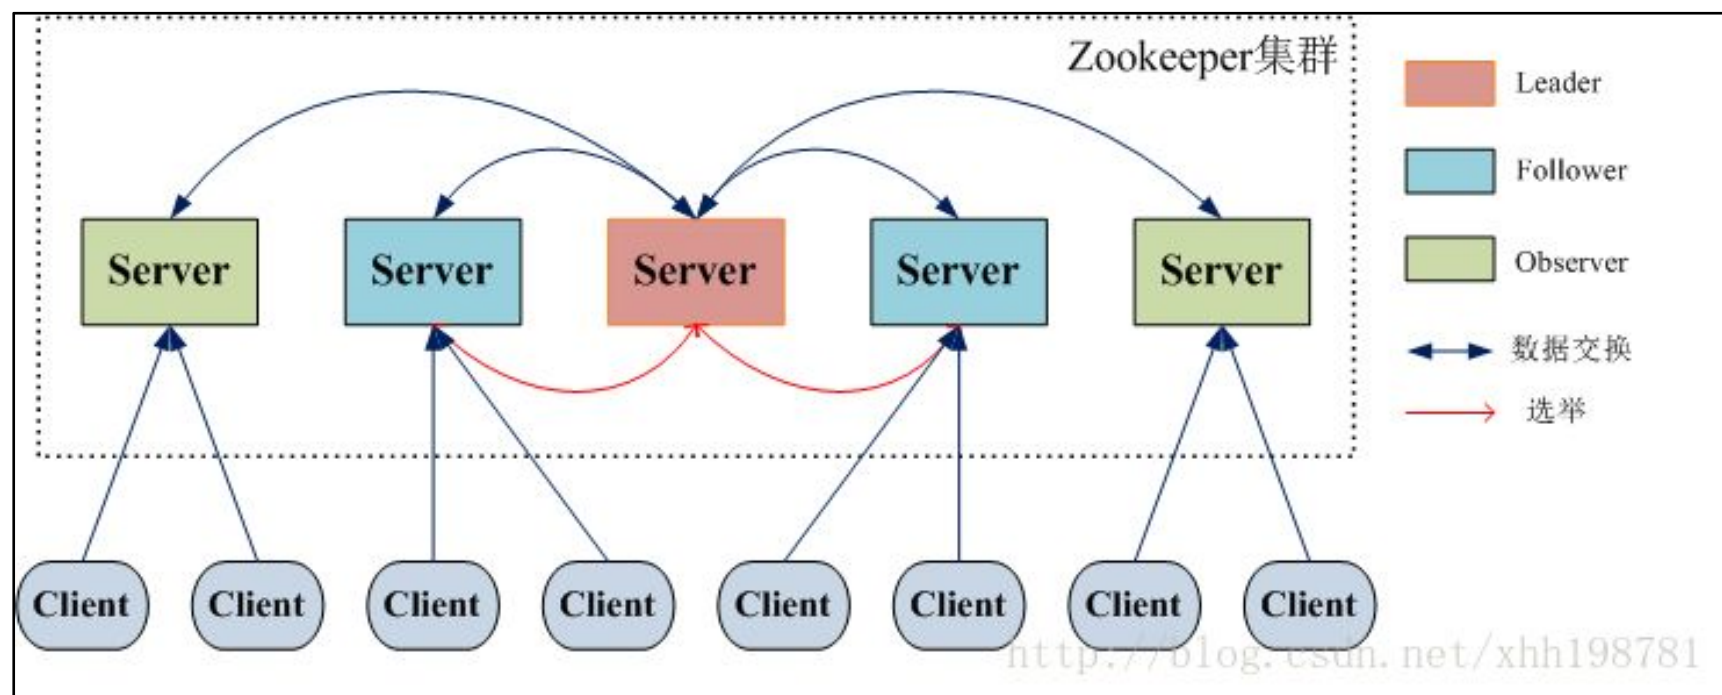 Zookeeper集群
Leader
Follower
Observer
数据交换
选举
Server Server Server Server Server
Client Client Client Client Client Client Client Client
http://blog.csdn.net/xhh198781